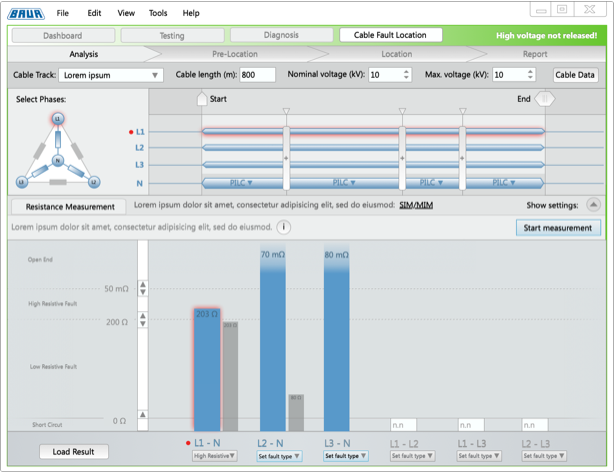 BAUR File Edit View Tools Help
Dashboard Testing Diagnosis Cable Fault Location High voltage not released!
Analysis Pre-Location Location Report
Cable Track: Lorem ipsum Cable length (m): 800 Nominal voltage (kV): 10 Max. voltage (kV): 10 Cable Data
Select Phases: Start End
L1
L1
L2
L3
N
L3 L2
N PILC PILC PILC PILC
Resistance Measurement Lorem ipsum dolor sit amet, consectetur adipisicing elit, sed do eiusmod: SIM/MIM Show settings:
Lorem ipsum dolor sit amet, consectetur adipisicing elit, sed do eiusmod. i Start measurement
Open End 70 mΩ 80 mΩ
50 mΩ
High Resistive Fault
203 Ω
200 Ω
Low Resistive Fault
Short Circuit 0 Ω n.n n.n n.n
L1 - N L2 - N L3 - N L1 - L2 L1 - L3 L2 - L3
High Resistive Set fault type Set fault type Set fault type Set fault type Set fault type
Load Result